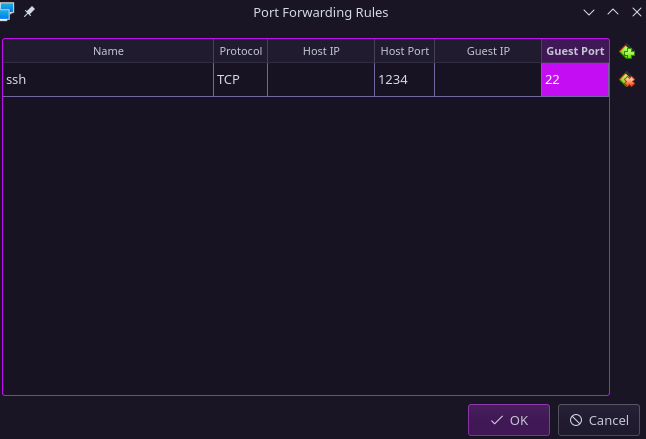 Port Forwarding Rules
Name Protocol Host IP Host Port Guest IP Guest Port
ssh TCP 1234 22
OK Cancel